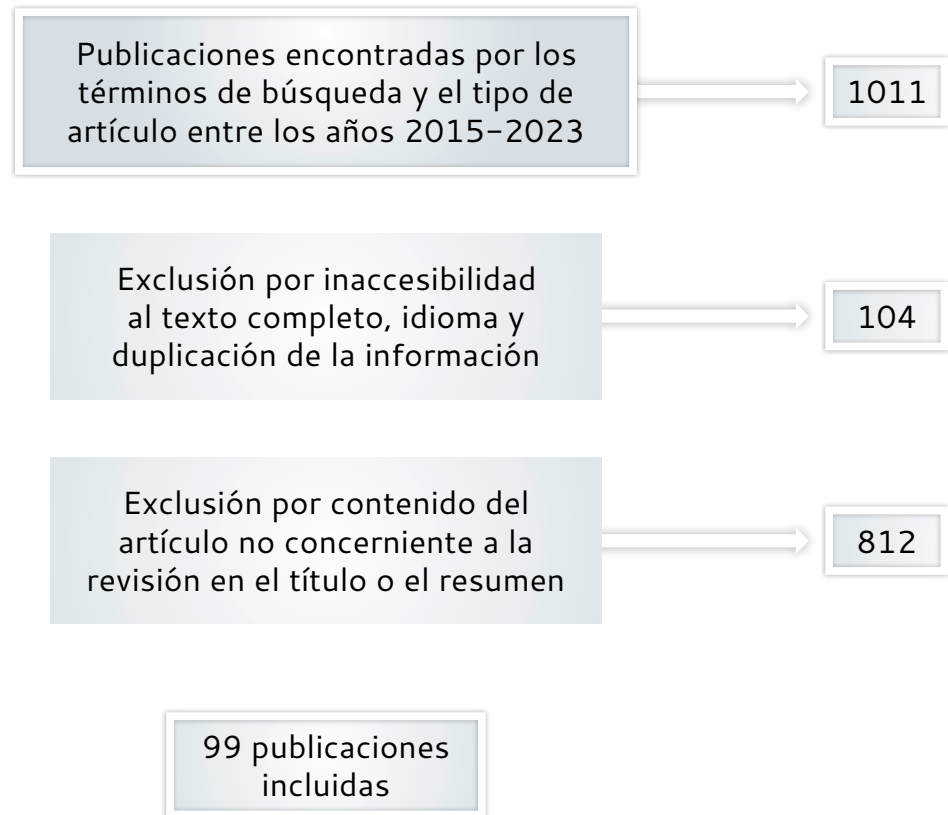 Publicaciones encontradas por los
términos de búsqueda y el tipo de
artículo entre los años 2015-2023
1011
Exclusión por inaccesibilidad
al texto completo, idioma y
duplicación de la información
104
Exclusión por contenido del
artículo no concerniente a la
revisión en el título o el resumen
812
99 publicaciones
incluidas